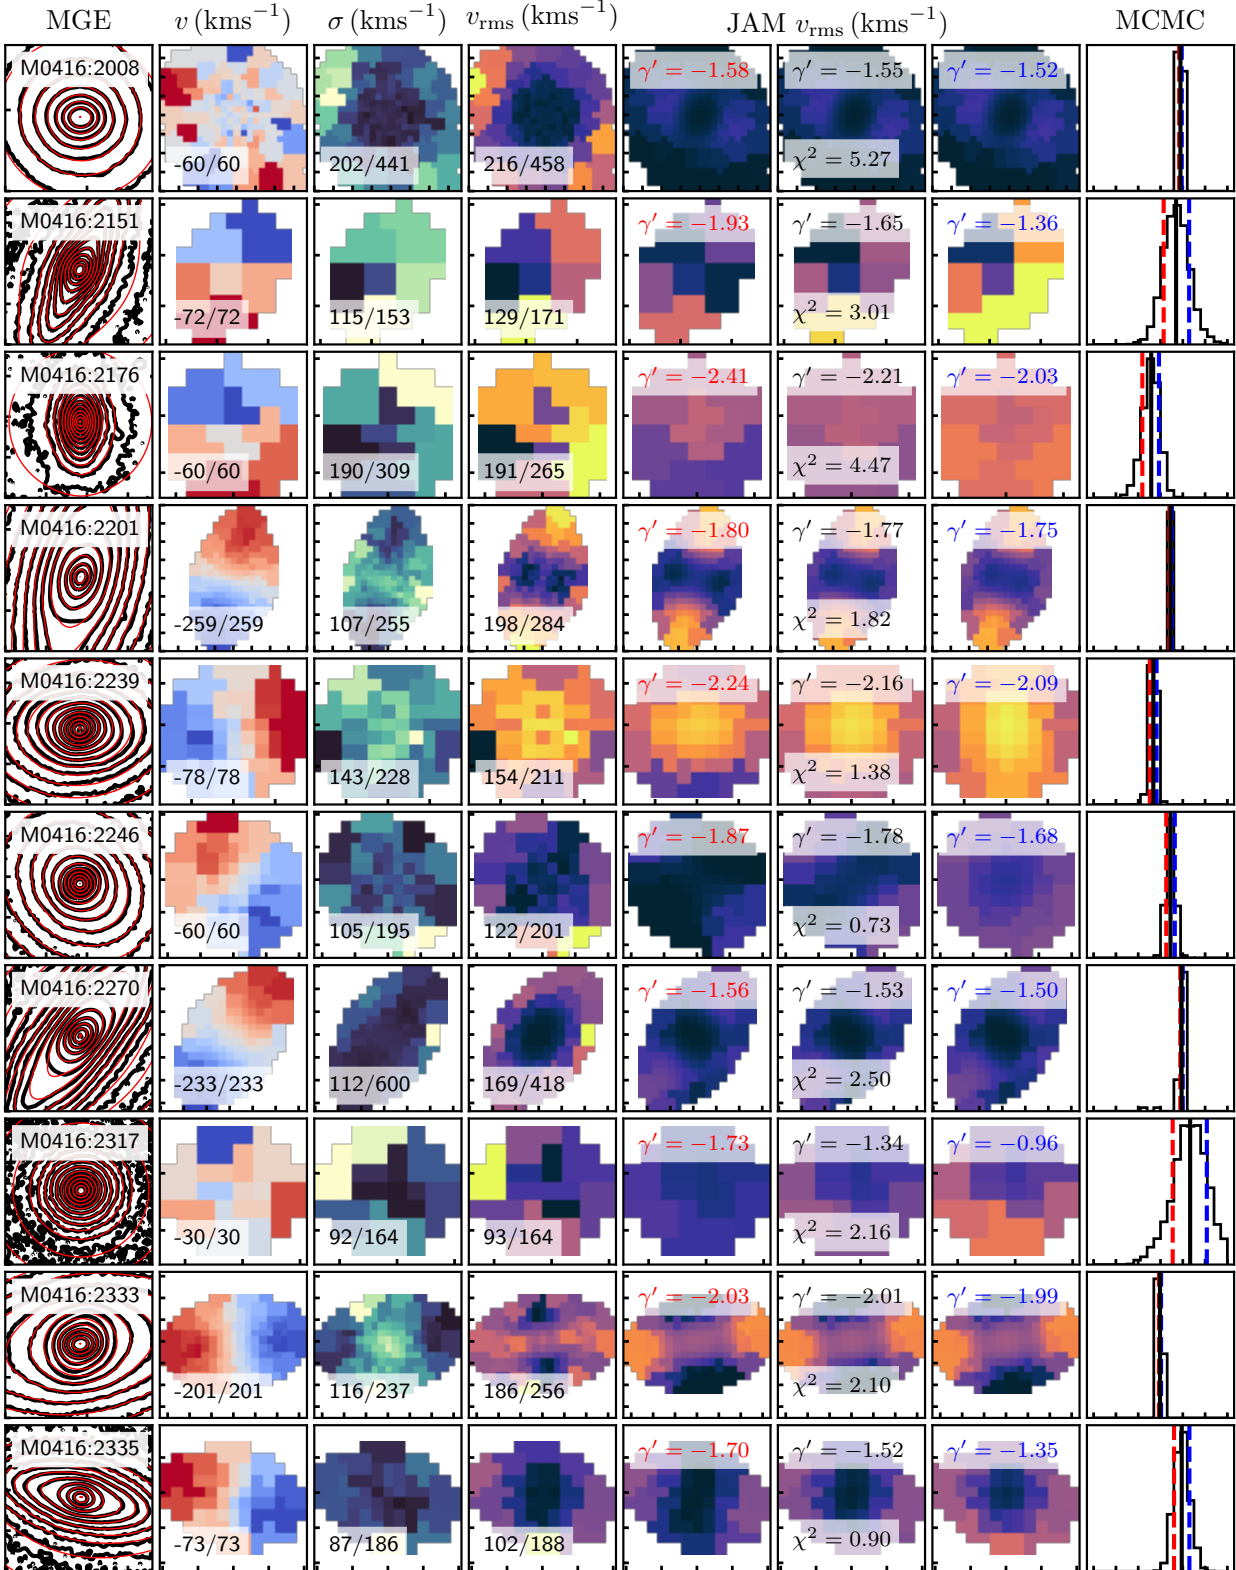 MGE v (kms⁻¹) σ (kms⁻¹) v_rms (kms⁻¹) JAM v_rms (kms⁻¹) MCMC
M0416:2008 γ′ = −1.58 γ′ = −1.55 γ′ = −1.52
-60/60 202/441 216/458 χ² = 5.27
M0416:2151 γ′ = −1.93 γ′ = −1.65 γ′ = −1.36
-72/72 115/153 129/171 χ² = 3.01
M0416:2176 γ′ = −2.41 γ′ = −2.21 γ′ = −2.03
-60/60 190/309 191/265 χ² = 4.47
M0416:2201 γ′ = −1.80 γ′ = −1.77 γ′ = −1.75
-259/259 107/255 198/284 χ² = 1.82
M0416:2239 γ′ = −2.24 γ′ = −2.16 γ′ = −2.09
-78/78 143/228 154/211 χ² = 1.38
M0416:2246 γ′ = −1.87 γ′ = −1.78 γ′ = −1.68
-60/60 105/195 122/201 χ² = 0.73
M0416:2270 γ′ = −1.56 γ′ = −1.53 γ′ = −1.50
-233/233 112/600 169/418 χ² = 2.50
M0416:2317 γ′ = −1.73 γ′ = −1.34 γ′ = −0.96
-30/30 92/164 93/164 χ² = 2.16
M0416:2333 γ′ = −2.03 γ′ = −2.01 γ′ = −1.99
-201/201 116/237 186/256 χ² = 2.10
M0416:2335 γ′ = −1.70 γ′ = −1.52 γ′ = −1.35
-73/73 87/186 102/188 χ² = 0.90